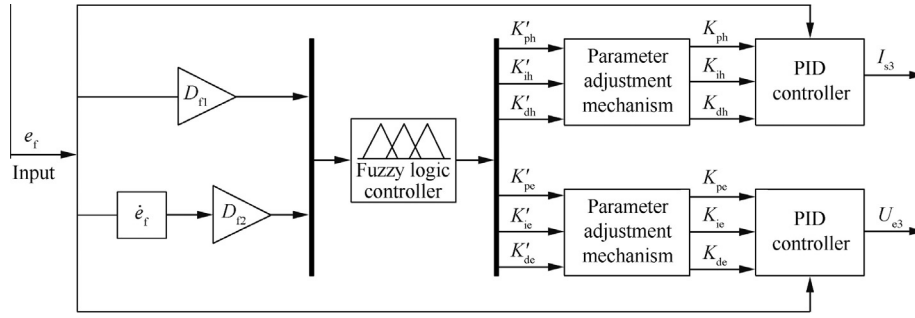 e_f
Input
D_f1
ė_f
D_f2
Fuzzy logic
controller
K′_ph
K′_ih
K′_dh
Parameter
adjustment
mechanism
K_ph
K_ih
K_dh
PID
controller
I_s3
K′_pe
K′_ie
K′_de
Parameter
adjustment
mechanism
K_pe
K_ie
K_de
PID
controller
U_e3